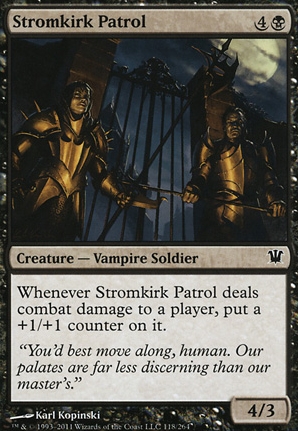 Stromkirk Patrol 4
Creature — Vampire Soldier
Whenever Stromkirk Patrol deals
combat damage to a player, put a
+1/+1 counter on it.
“You’d best move along, human. Our
palates are far less discerning than our
master’s.”
Karl Kopinski
™ & © 1993–2011 Wizards of the Coast LLC 118/264
4/3